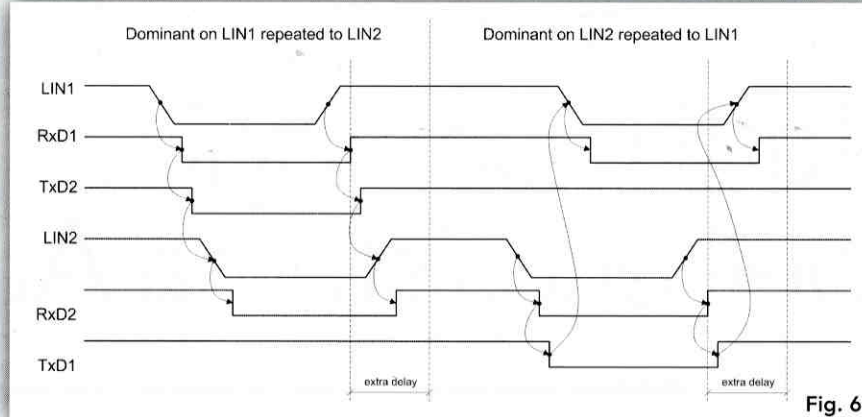 Dominant on LIN1 repeated to LIN2
Dominant on LIN2 repeated to LIN1
LIN1
RxD1
TxD2
LIN2
RxD2
TxD1
extra delay
extra delay
Fig. 6